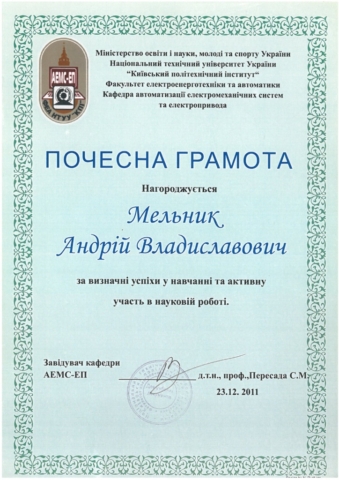 АЕМС-ЕП
Міністерство освіти і науки, молоді та спорту України
Національний технічний університет України
"Київський політехнічний інститут"
Факультет електроенерготехніки та автоматики
Кафедра автоматизації електромеханічних систем
та електропривода
ПОЧЕСНА ГРАМОТА
Нагороджується
Мельник
Андрій Владиславович
за визначні успіхи у навчанні та активну
участь в науковій роботі.
Завідувач кафедри
АЕМС-ЕП
д.т.н., проф.,Пересада С.М.
23.12. 2011